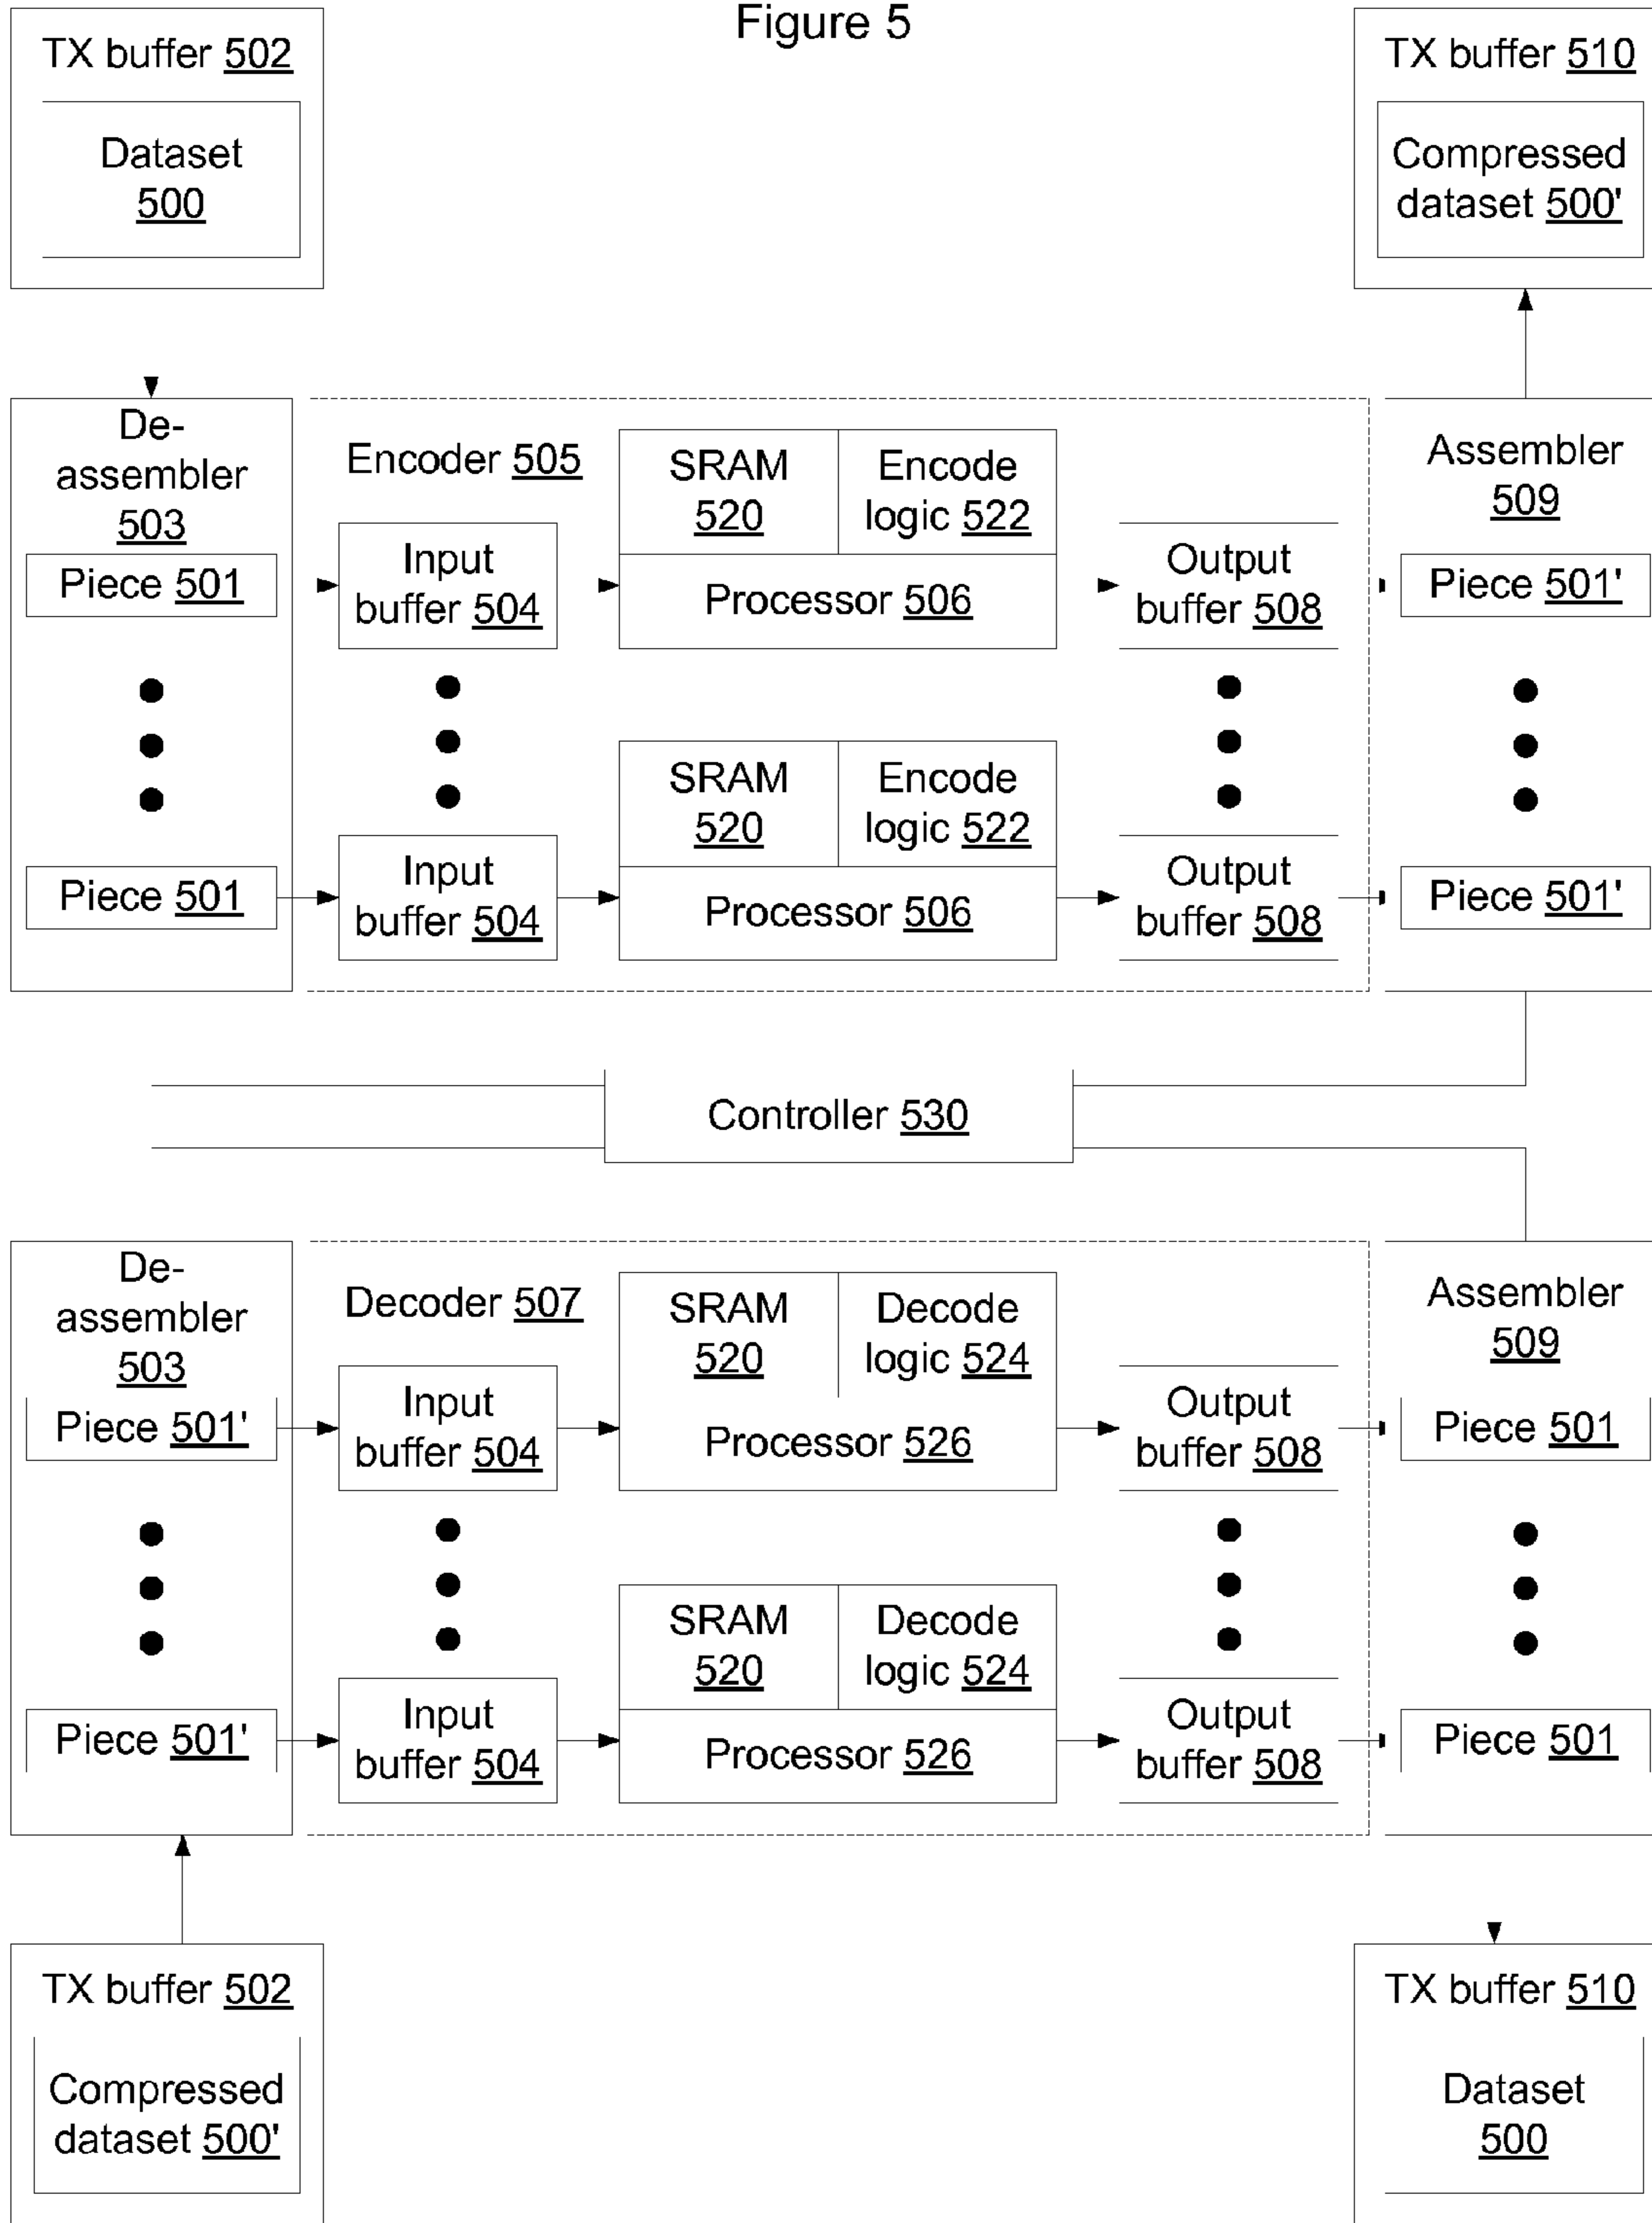 Figure 5
TX buffer 502
Dataset
500
TX buffer 510
Compressed
dataset 500'
De-
assembler
503
Piece 501
Piece 501
Encoder 505
Input
buffer 504
SRAM
520
Encode
logic 522
Processor 506
Output
buffer 508
Input
buffer 504
SRAM
520
Encode
logic 522
Processor 506
Output
buffer 508
Assembler
509
Piece 501'
Piece 501'
Controller 530
De-
assembler
503
Piece 501'
Piece 501'
Decoder 507
Input
buffer 504
SRAM
520
Decode
logic 524
Processor 526
Output
buffer 508
Input
buffer 504
SRAM
520
Decode
logic 524
Processor 526
Output
buffer 508
Assembler
509
Piece 501
Piece 501
TX buffer 502
Compressed
dataset 500'
TX buffer 510
Dataset
500